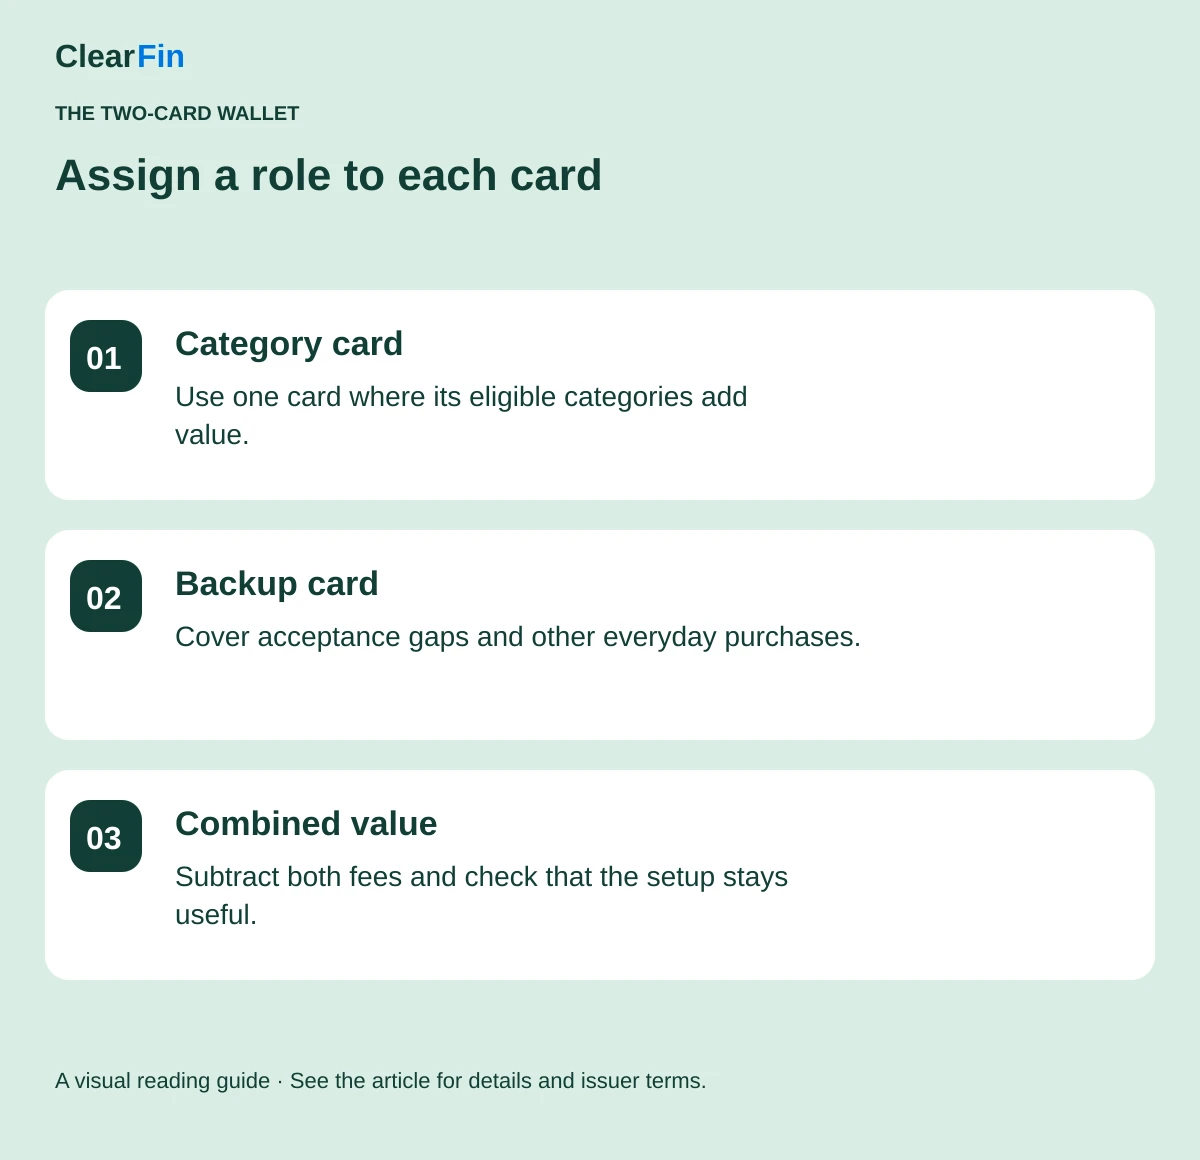 ClearFin
THE TWO-CARD WALLET
Assign a role to each card
01
Category card
Use one card where its eligible categories add
value.
02
Backup card
Cover acceptance gaps and other everyday purchases.
03
Combined value
Subtract both fees and check that the setup stays
useful.
A visual reading guide · See the article for details and issuer terms.